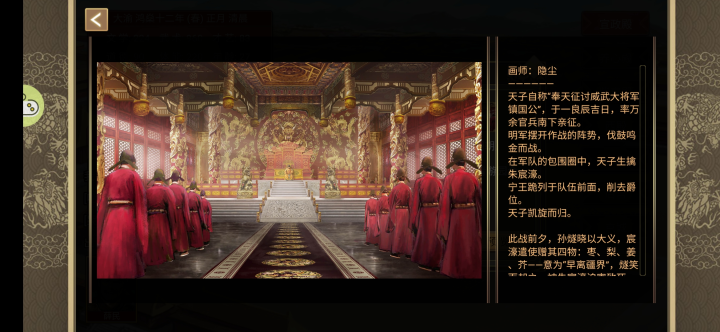 画师：隐尘
——————
天子自称“奉天征讨威武大将军
镇国公”，于一良辰吉日，率万
余官兵南下亲征。
明军摆开作战的阵势，伐鼓鸣
金而战。
在军队的包围圈中，天子生擒
朱宸濠。
宁王跪列于队伍前面，削去爵
位。
天子凯旋而归。
此战前夕，孙燧晓以大义，宸
濠遣使赠其四物：枣、梨、姜
、芥——意为“早离疆界”，燧笑